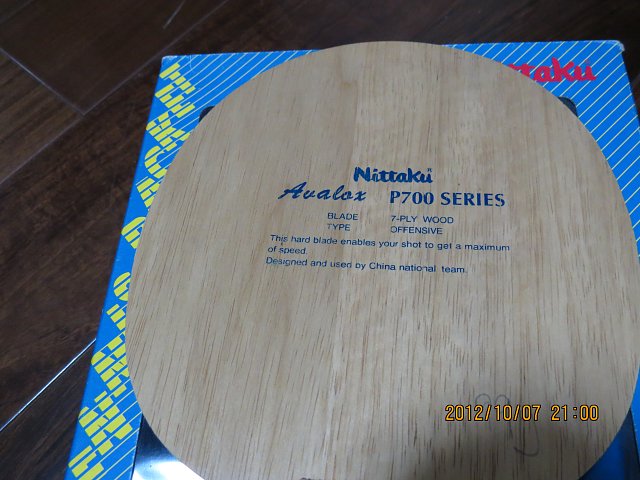 Nittaku
Nittaku®
Avalox P700 SERIES
BLADE 7-PLY WOOD
TYPE OFFENSIVE
This hard blade enables your shot to get a maximum
of speed.
Designed and used by China national team.
2012/10/07 21:00